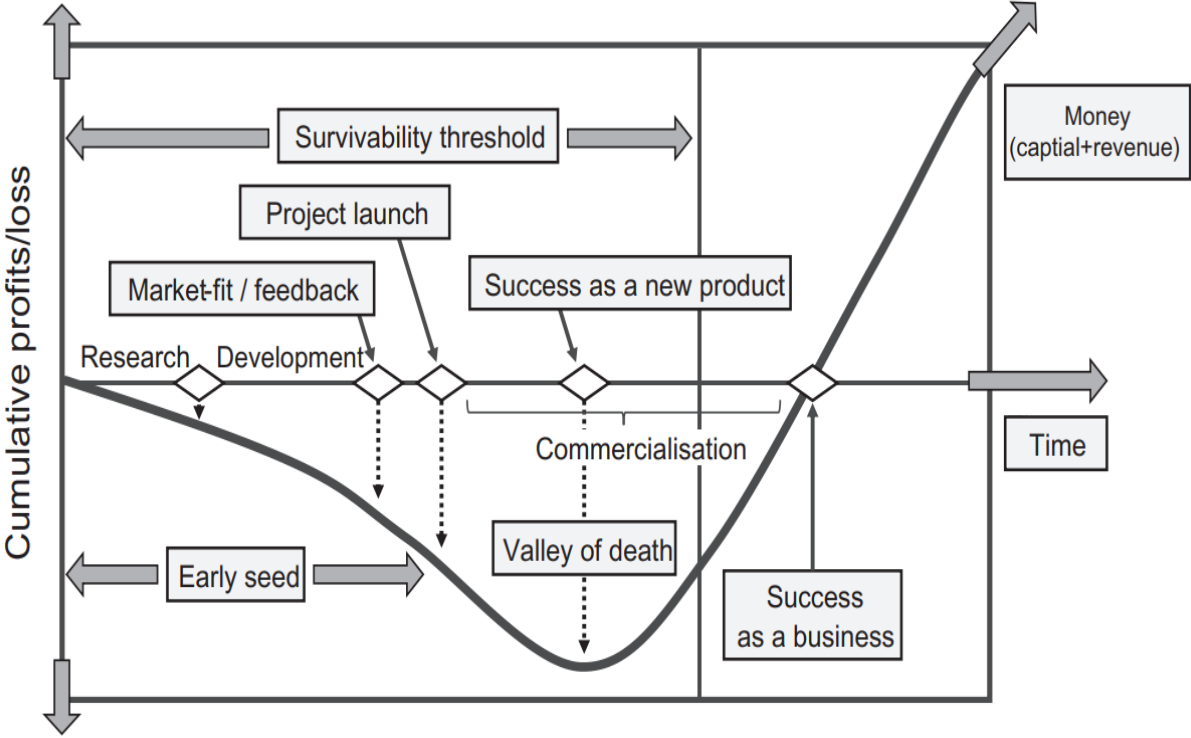 Survivability threshold
Money
(captial+revenue)
Project launch
Market-fit / feedback
Success as a new product
Research
Development
Cumulative profits/loss
Commercialisation
Time
Valley of death
Early seed
Success
as a business